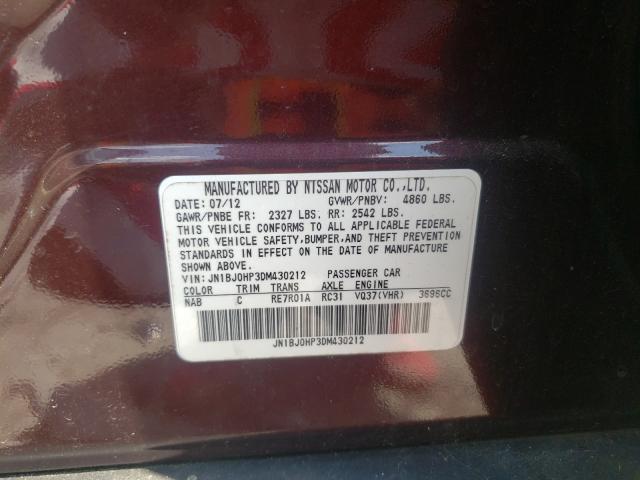 MANUFACTURED BY NISSAN MOTOR CO.,LTD.
DATE: 07/12 GVWR/PNBV: 4860 LBS.
GAWR/PNBE FR: 2327 LBS. RR: 2542 LBS.
THIS VEHICLE CONFORMS TO ALL APPLICABLE FEDERAL
MOTOR VEHICLE SAFETY, BUMPER, AND THEFT PREVENTION
STANDARDS IN EFFECT ON THE DATE OF MANUFACTURE
SHOWN ABOVE.
VIN: JN1BJ0HP3DM430212 PASSENGER CAR
COLOR TRIM TRANS AXLE ENGINE
NAB C RE7R01A RC31 VQ37(VHR) 3696CC
JN1BJ0HP3DM430212